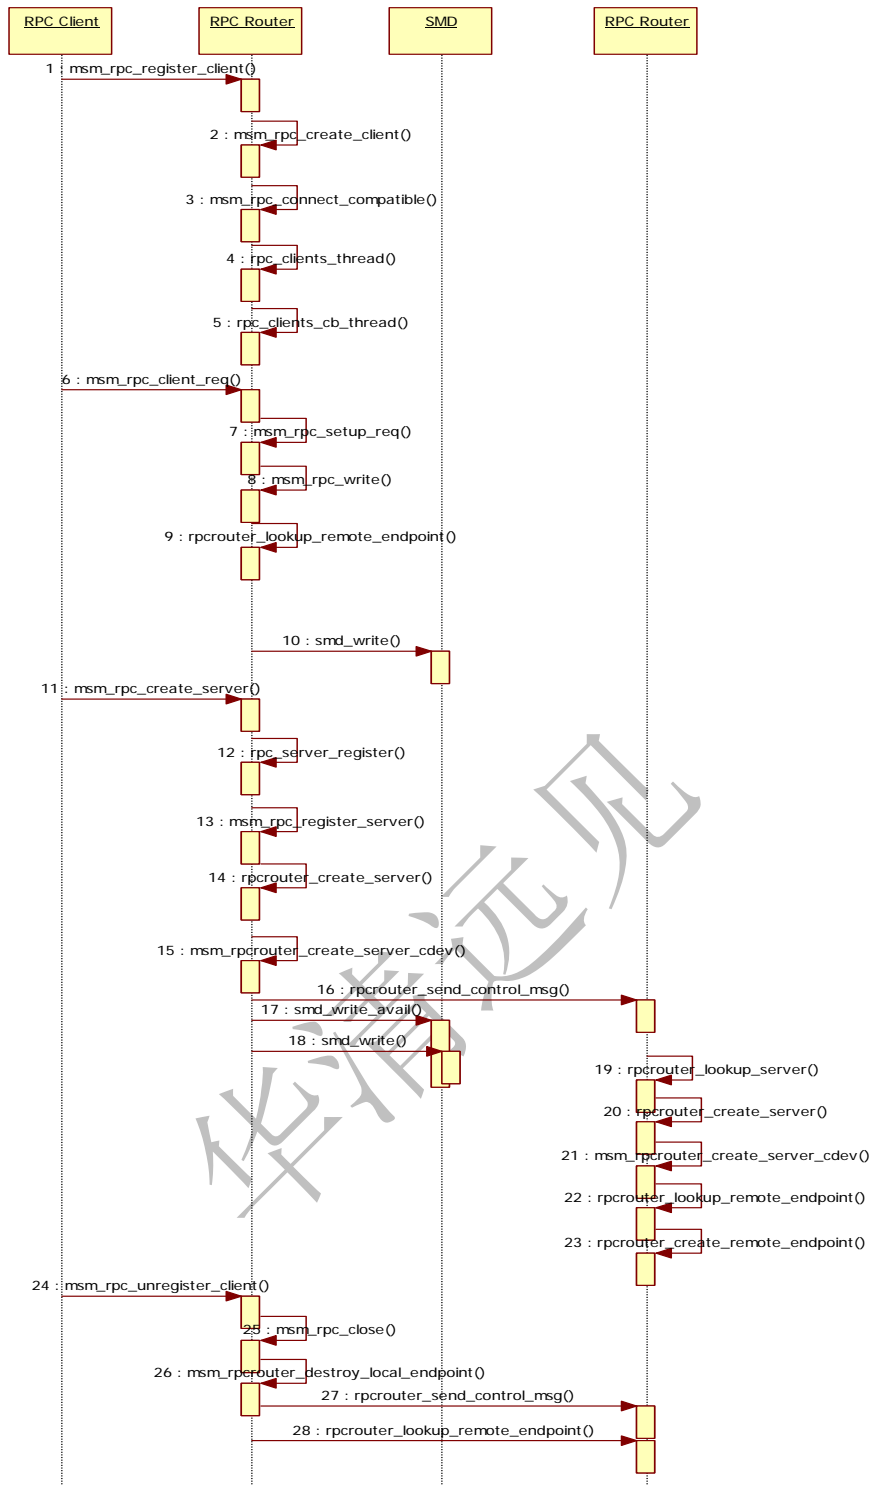 RPC Client
RPC Router
SMD
RPC Router
1 : msm_rpc_register_client()
2 : msm_rpc_create_client()
3 : msm_rpc_connect_compatible()
4 : rpc_clients_thread()
5 : rpc_clients_cb_thread()
6 : msm_rpc_client_req()
7 : msm_rpc_setup_req()
8 : msm_rpc_write()
9 : rpcrouter_lookup_remote_endpoint()
10 : smd_write()
11 : msm_rpc_create_server()
12 : rpc_server_register()
13 : msm_rpc_register_server()
14 : rpcrouter_create_server()
15 : msm_rpcrouter_create_server_cdev()
16 : rpcrouter_send_control_msg()
17 : smd_write_avail()
18 : smd_write()
19 : rpcrouter_lookup_server()
20 : rpcrouter_create_server()
21 : msm_rpcrouter_create_server_cdev()
22 : rpcrouter_lookup_remote_endpoint()
23 : rpcrouter_create_remote_endpoint()
24 : msm_rpc_unregister_client()
25 : msm_rpc_close()
26 : msm_rpcrouter_destroy_local_endpoint()
27 : rpcrouter_send_control_msg()
28 : rpcrouter_lookup_remote_endpoint()
华清远见